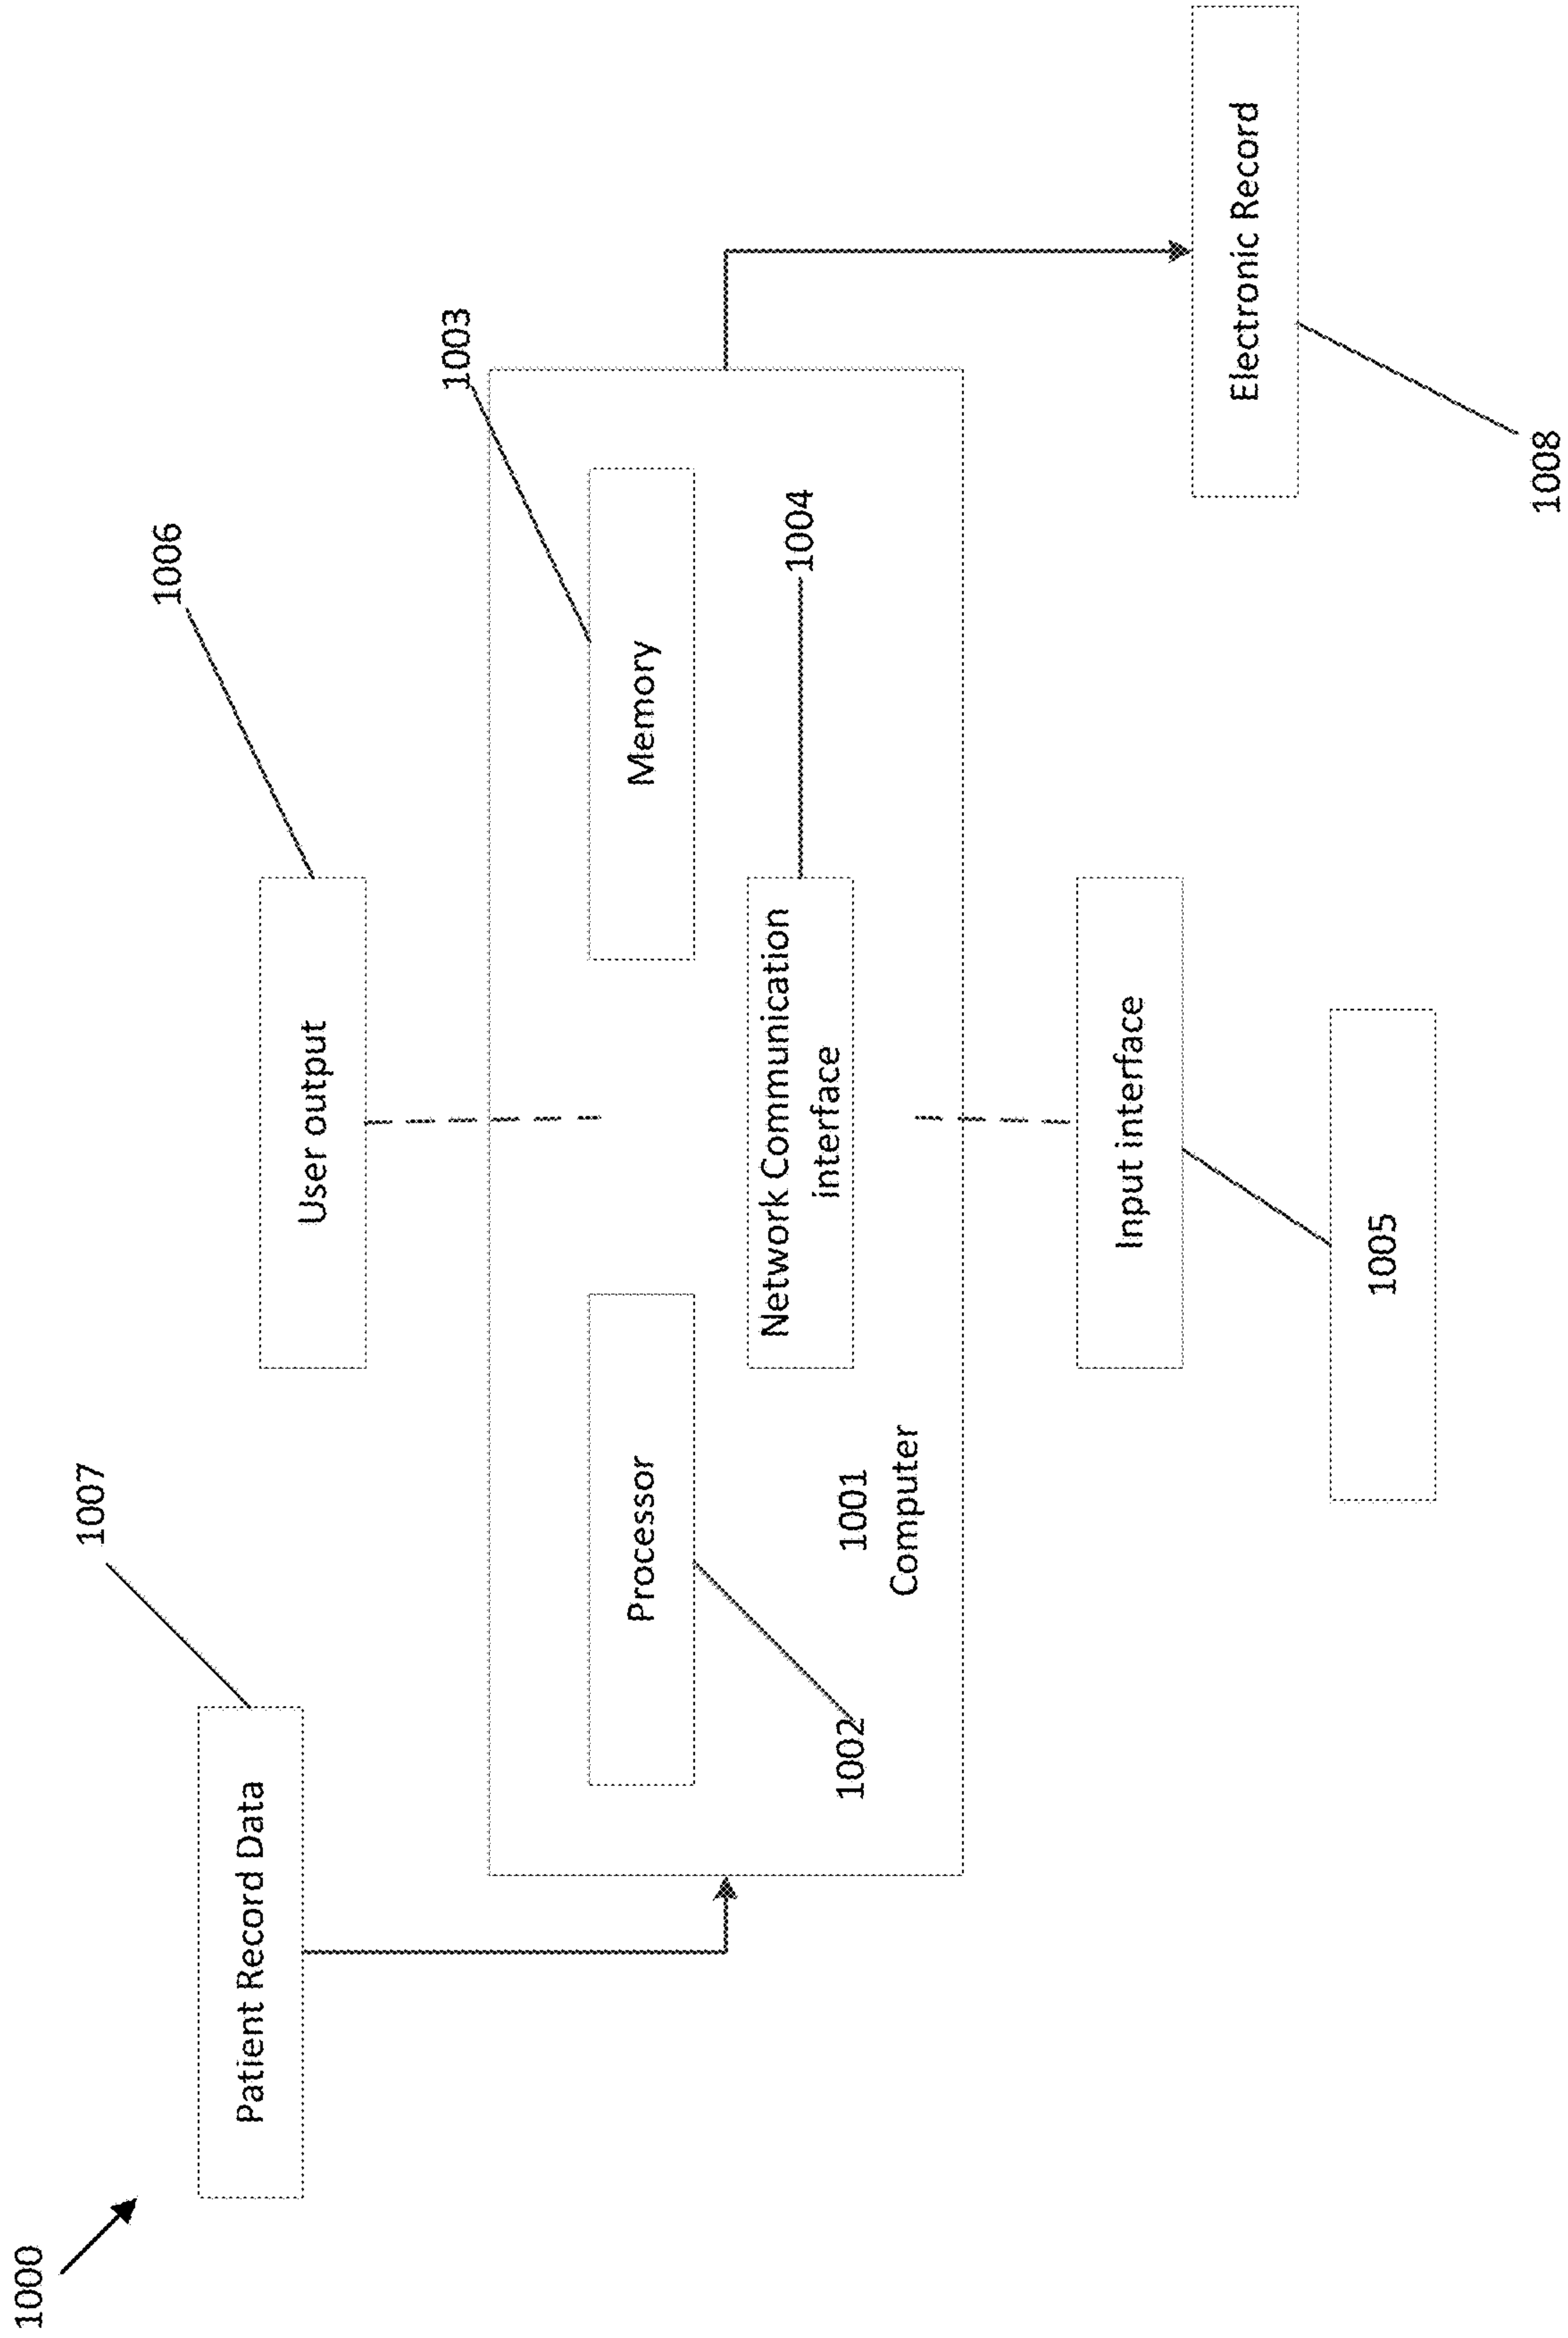 1000
1007
Patient Record Data
1006
User output
1003
Processor
Memory
1002
1004
Network Communication
interface
1001
Computer
Input interface
1005
Electronic Record
1008